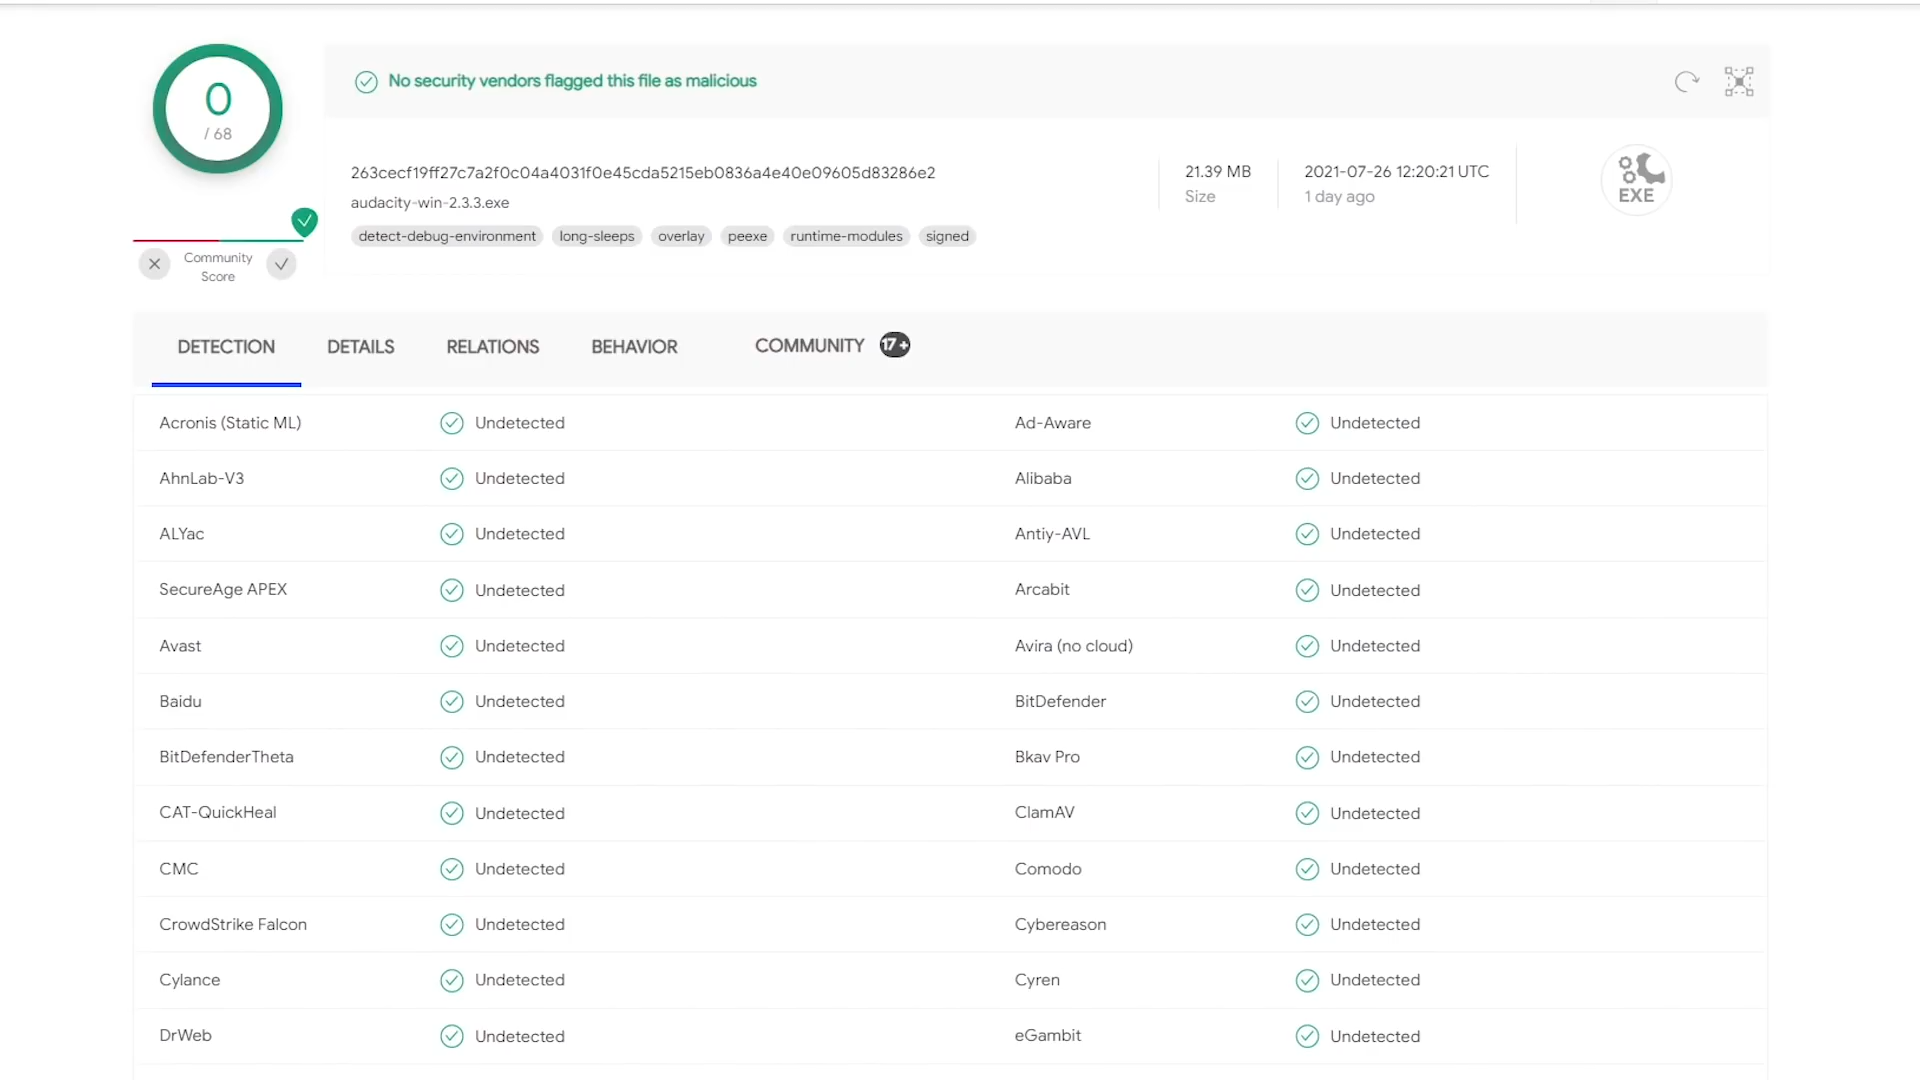 0
/ 68
No security vendors flagged this file as malicious
263cecf19ff27c7a2f0c04a4031f0e45cda5215eb0836a4e40e09605d83286e2
audacity-win-2.3.3.exe
detect-debug-environment long-sleeps overlay peexe runtime-modules signed
21.39 MB
Size
2021-07-26 12:20:21 UTC
1 day ago
EXE
Community
Score
DETECTION DETAILS RELATIONS BEHAVIOR COMMUNITY 17+
Acronis (Static ML) Undetected Ad-Aware Undetected
AhnLab-V3 Undetected Alibaba Undetected
ALYac Undetected Antiy-AVL Undetected
SecureAge APEX Undetected Arcabit Undetected
Avast Undetected Avira (no cloud) Undetected
Baidu Undetected BitDefender Undetected
BitDefenderTheta Undetected Bkav Pro Undetected
CAT-QuickHeal Undetected ClamAV Undetected
CMC Undetected Comodo Undetected
CrowdStrike Falcon Undetected Cybereason Undetected
Cylance Undetected Cyren Undetected
DrWeb Undetected eGambit Undetected